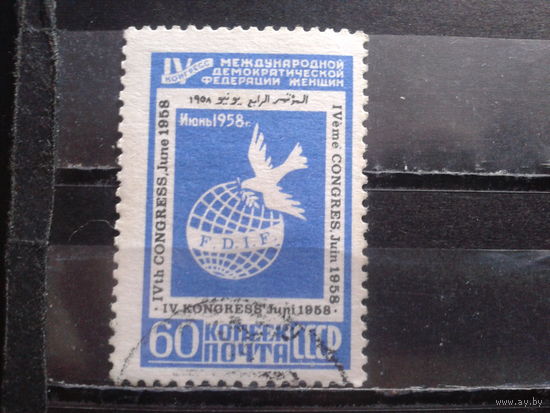 IV КОНГРЕСС МЕЖДУНАРОДНОЙ
ДЕМОКРАТИЧЕСКОЙ
ФЕДЕРАЦИИ ЖЕНЩИН
المؤتمر الرابع يونيو ١٩٥٨
Июнь 1958 г.
IVth CONGRESS, June 1958
IVème CONGRES, Juin 1958
F.D.I.F.
IV. KONGRESS Juni 1958
60 КОПЕЕК
ПОЧТА СССР
www.ay.by